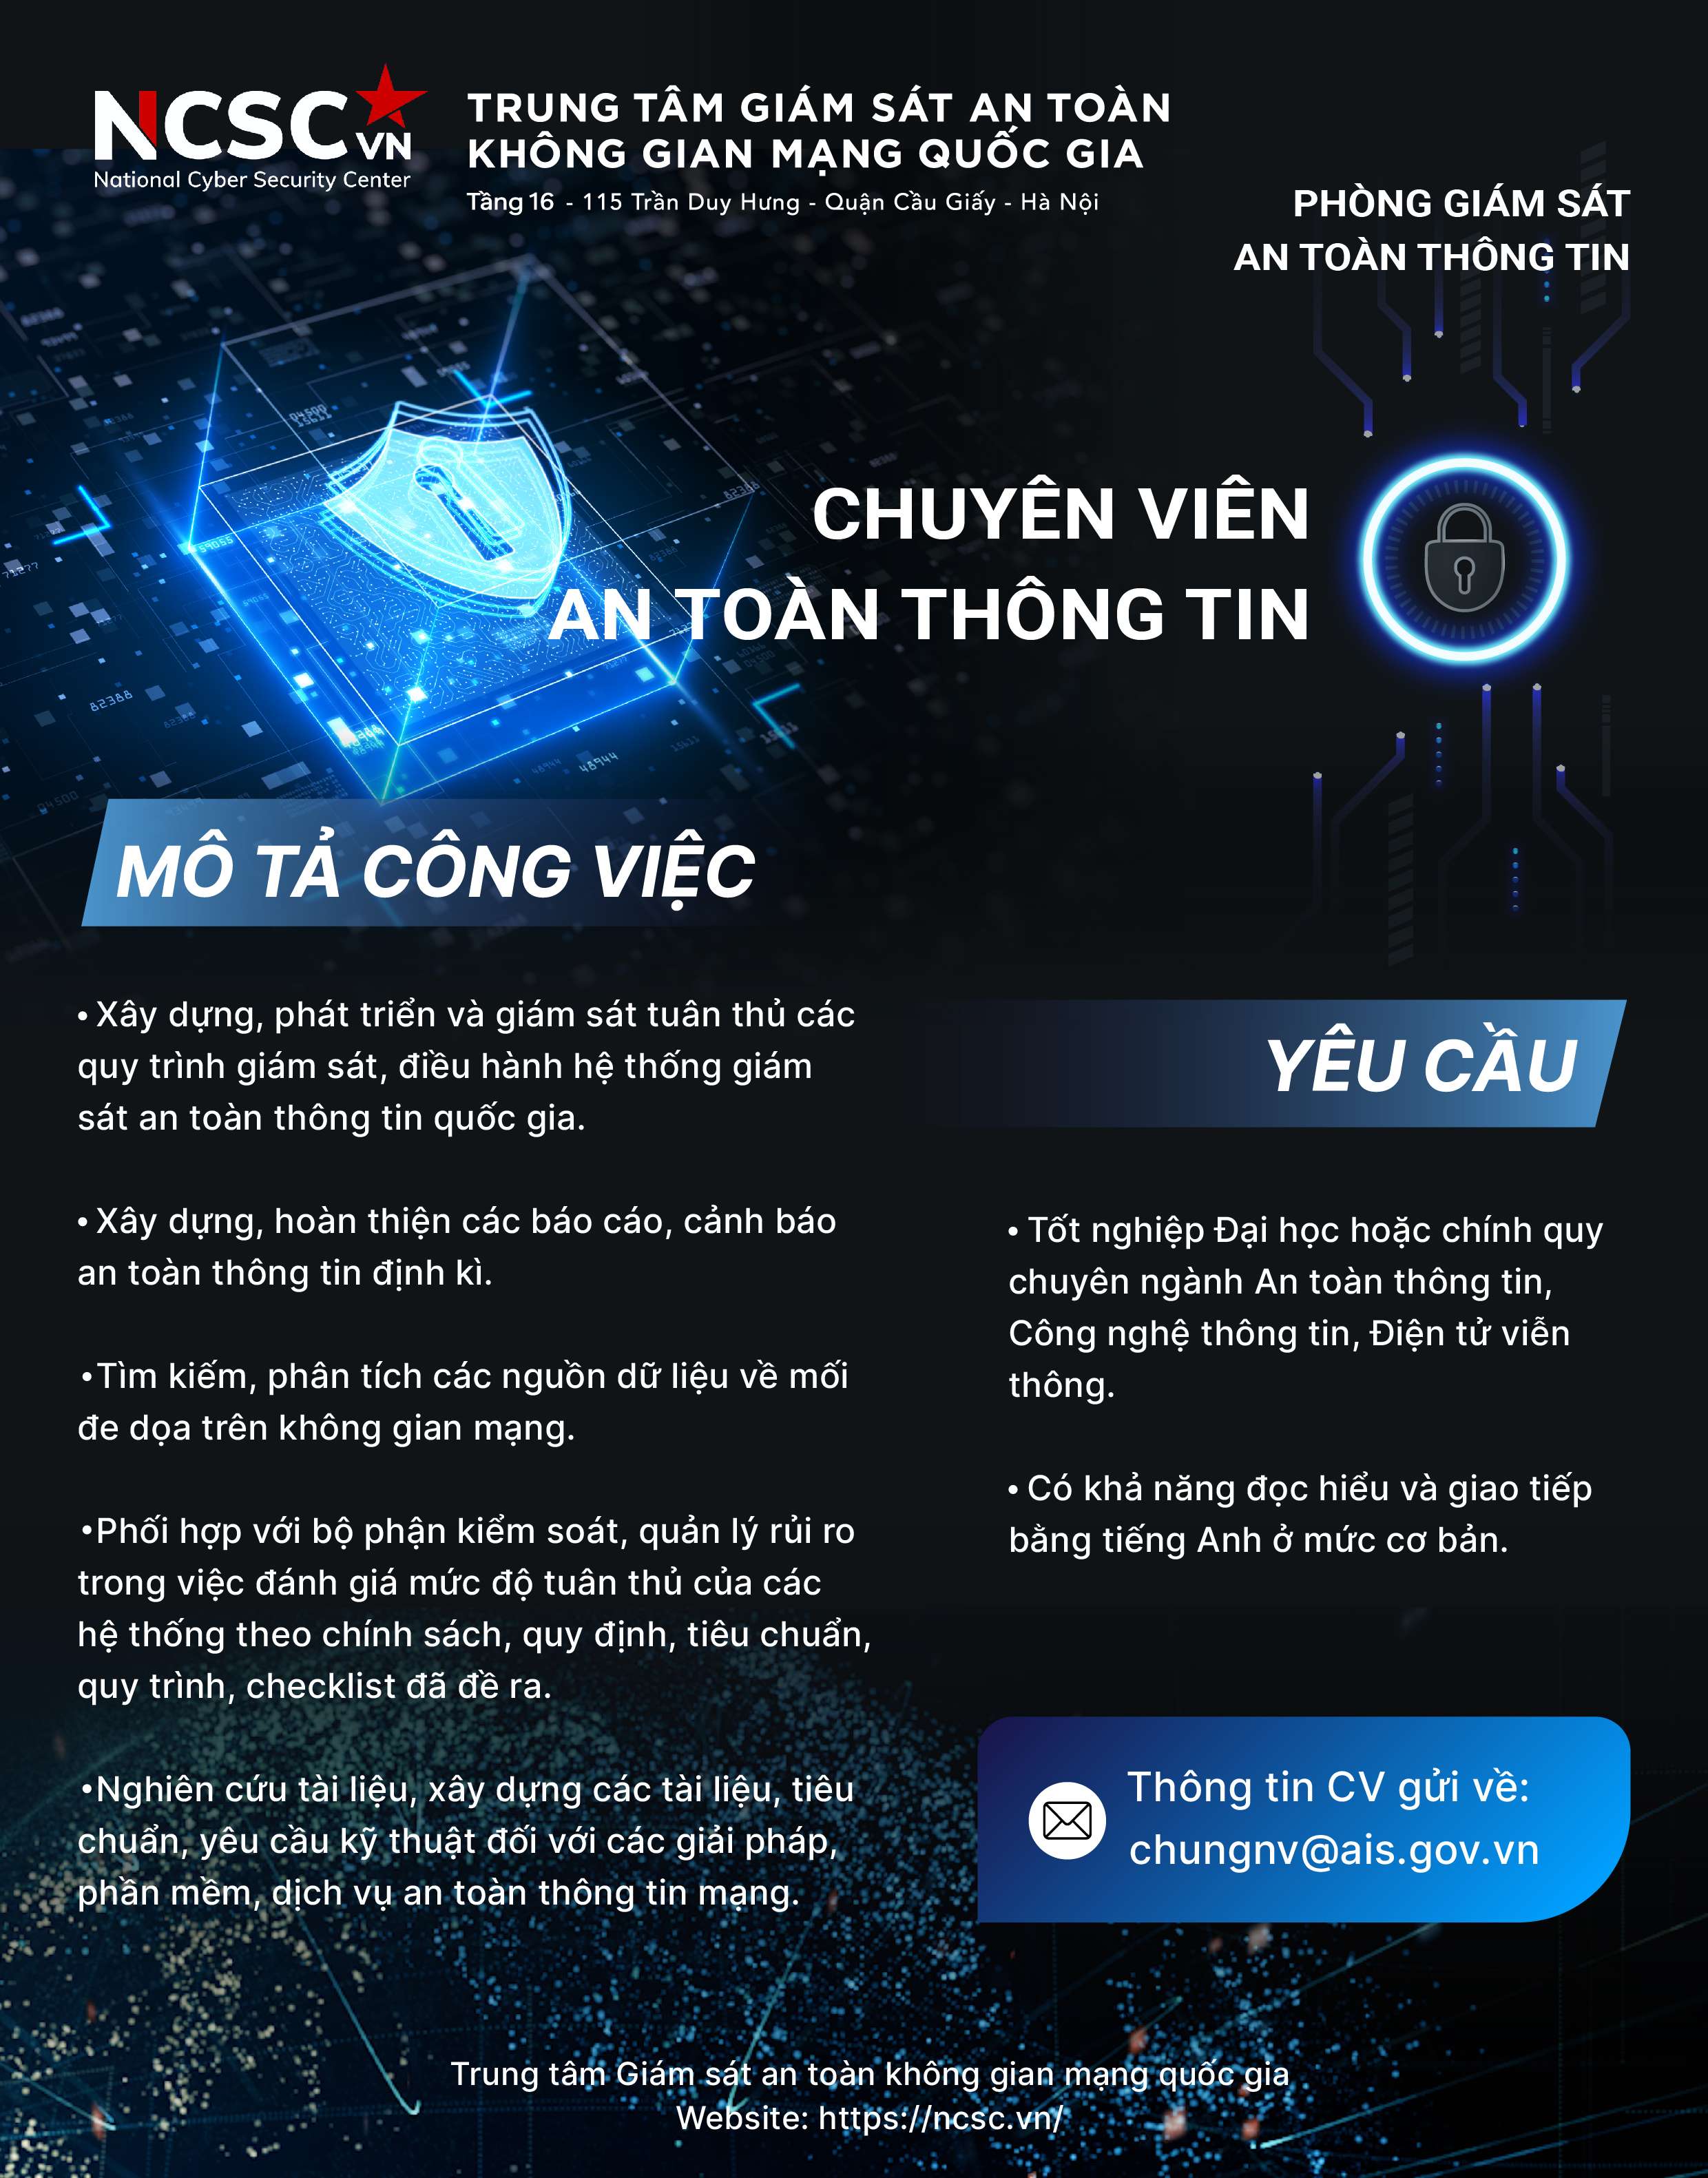 NCSC
VN
National Cyber Security Center
TRUNG TÂM GIÁM SÁT AN TOÀN
KHÔNG GIAN MẠNG QUỐC GIA
Tầng 16 - 115 Trần Duy Hưng - Quận Cầu Giấy - Hà Nội
PHÒNG GIÁM SÁT
AN TOÀN THÔNG TIN
CHUYÊN VIÊN
AN TOÀN THÔNG TIN
MÔ TẢ CÔNG VIỆC
• Xây dựng, phát triển và giám sát tuân thủ các
quy trình giám sát, điều hành hệ thống giám
sát an toàn thông tin quốc gia.
• Xây dựng, hoàn thiện các báo cáo, cảnh báo
an toàn thông tin định kì.
•Tìm kiếm, phân tích các nguồn dữ liệu về mối
đe dọa trên không gian mạng.
•Phối hợp với bộ phận kiểm soát, quản lý rủi ro
trong việc đánh giá mức độ tuân thủ của các
hệ thống theo chính sách, quy định, tiêu chuẩn,
quy trình, checklist đã đề ra.
•Nghiên cứu tài liệu, xây dựng các tài liệu, tiêu
chuẩn, yêu cầu kỹ thuật đối với các giải pháp,
phần mềm, dịch vụ an toàn thông tin mạng.
YÊU CẦU
• Tốt nghiệp Đại học hoặc chính quy
chuyên ngành An toàn thông tin,
Công nghệ thông tin, Điện tử viễn
thông.
• Có khả năng đọc hiểu và giao tiếp
bằng tiếng Anh ở mức cơ bản.
Thông tin CV gửi về:
chungnv@ais.gov.vn
Trung tâm Giám sát an toàn không gian mạng quốc gia
Website: https://ncsc.vn/